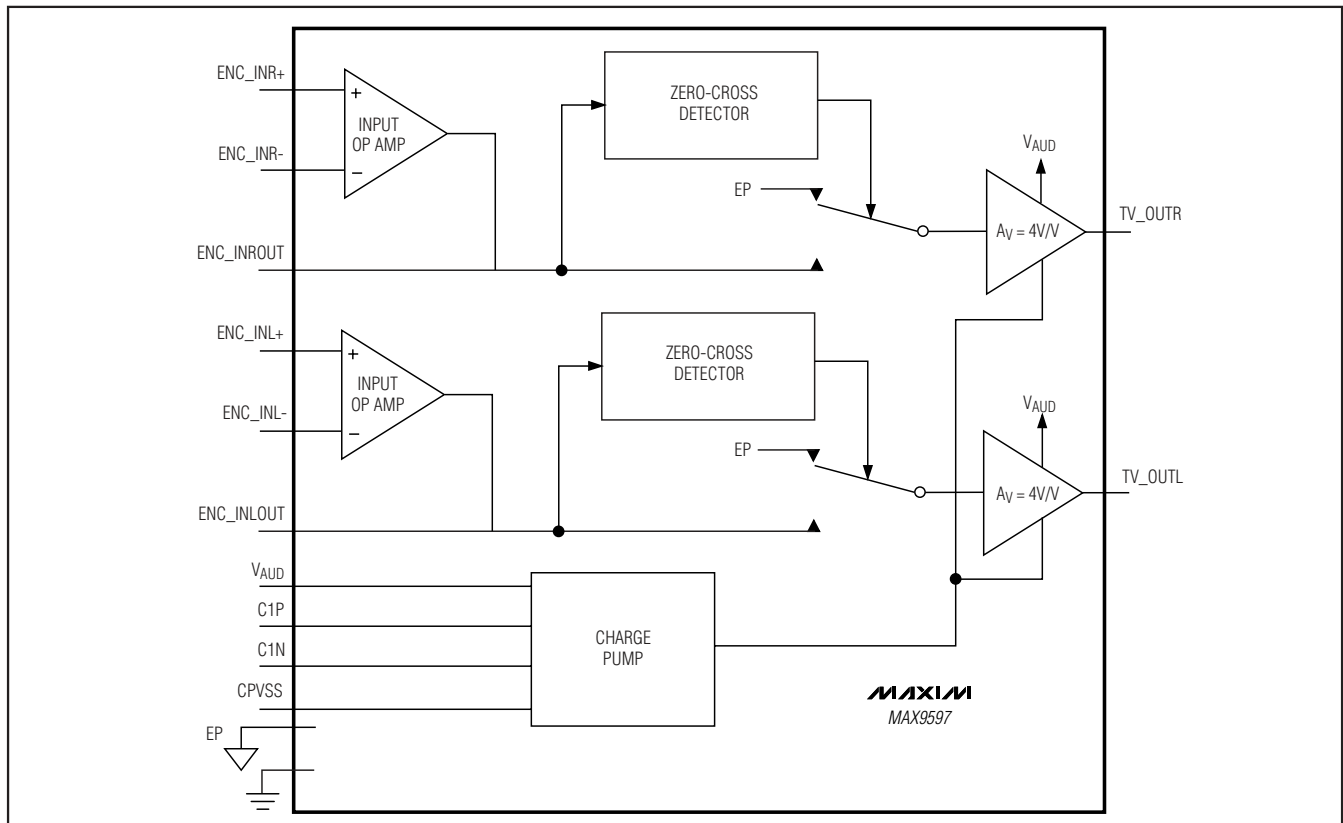 ENC_INR+
+
INPUT
OP AMP
ENC_INR-
−
ZERO-CROSS
DETECTOR
VAUD
EP
AV = 4V/V
TV_OUTR
ENC_INROUT
ENC_INL+
+
INPUT
OP AMP
ENC_INL-
−
ZERO-CROSS
DETECTOR
VAUD
EP
AV = 4V/V
TV_OUTL
ENC_INLOUT
VAUD
C1P
C1N
CPVSS
EP
CHARGE
PUMP
MAXIM
MAX9597